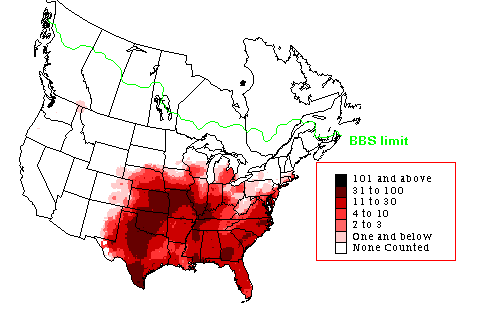 BBS limit
101 and above
31 to 100
11 to 30
4 to 10
2 to 3
One and below
None Counted